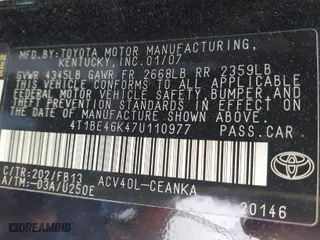 MFD.BY: TOYOTA MOTOR MANUFACTURING,
KENTUCKY, INC. 01/07
GVWR 4345LB GAWR FR 2668LB RR 2359LB
THIS VEHICLE CONFORMS TO ALL APPLICABLE
FEDERAL MOTOR VEHICLE SAFETY, BUMPER,
AND THEFT PREVENTION STANDARDS IN
EFFECT ON THE DATE OF MANUFACTURE
SHOWN ABOVE.
4T1BE46K47U110977 PASS.CAR
C/TR:202/FB13
A/TM:-03A/U250E ACV40L-CEANKA
TOYOTA
20146